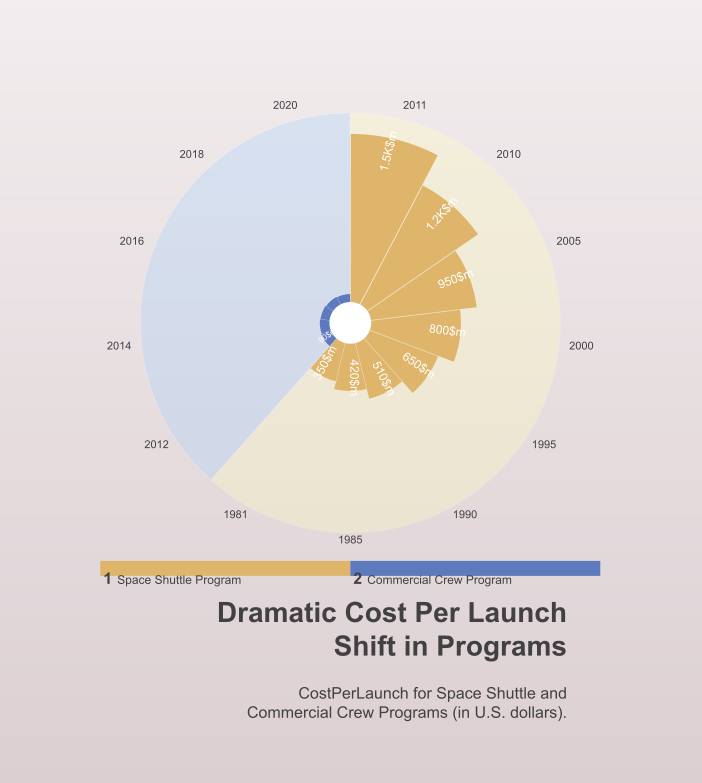 2020
2011
2018
2010
2016
2005
2014
2000
2012
1995
1981
1990
1985
1.5K$m
1.2K$m
950$m
800$m
650$m
510$m
420$m
350$m
1 Space Shuttle Program
2 Commercial Crew Program
Dramatic Cost Per Launch
Shift in Programs
CostPerLaunch for Space Shuttle and
Commercial Crew Programs (in U.S. dollars).